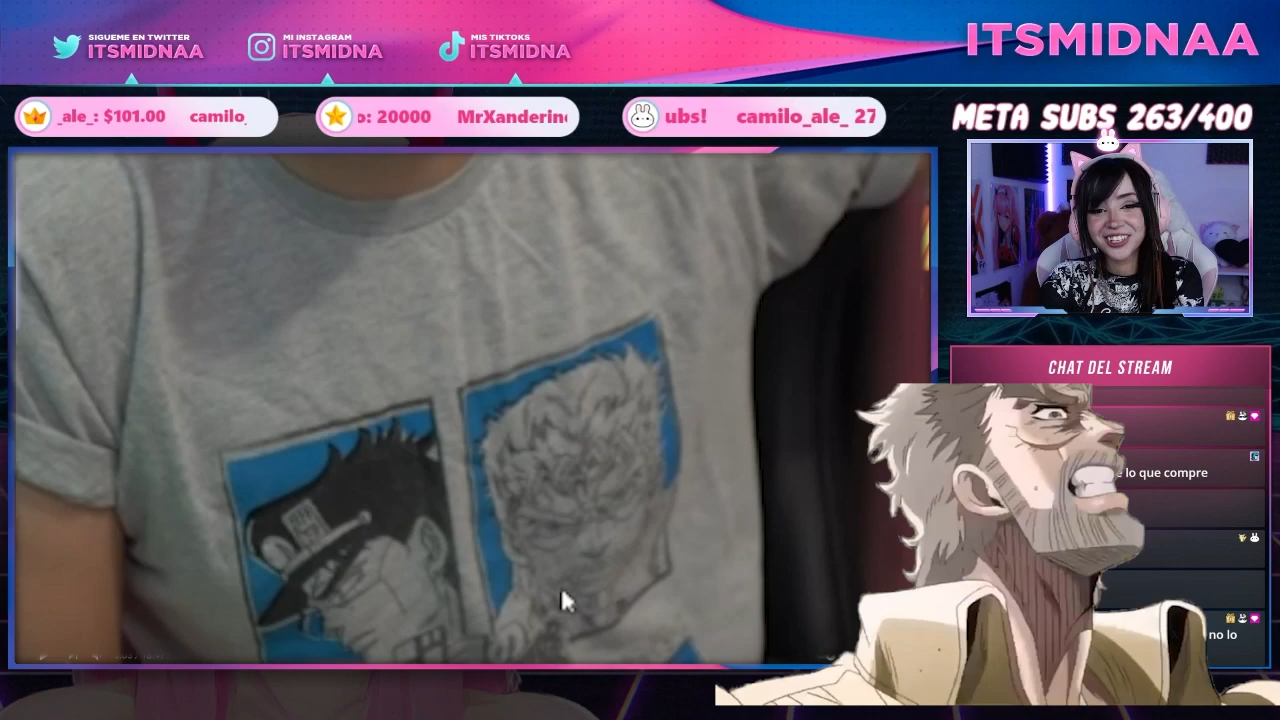 SIGUEME EN TWITTER
ITSMIDNAA
MI INSTAGRAM
ITSMIDNA
MIS TIKTOKS
ITSMIDNA
ITSMIDNAA
_ale_: $101.00 camilo_
o: 20000 MrXanderin
ubs! camilo_ale_ 27
META SUBS 263/400
CHAT DEL STREAM
lo que compre
no lo